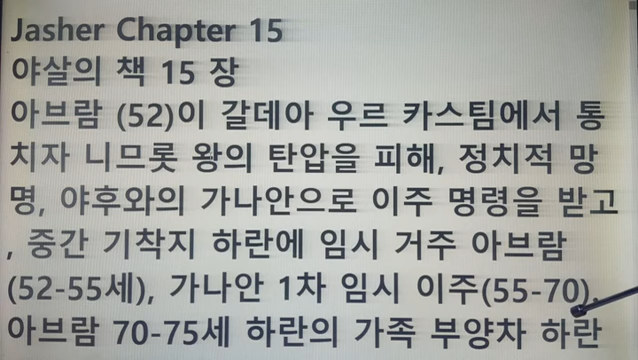 Jasher Chapter 15
야살의 책 15 장
아브람 (52)이 갈데아 우르 카스팀에서 통
치자 니므롯 왕의 탄압을 피해, 정치적 망
명, 야후와의 가나안으로 이주 명령을 받고
, 중간 기착지 하란에 임시 거주 아브람
(52-55세), 가나안 1차 임시 이주(55-70).
아브람 70-75세 하란의 가족 부양차 하란